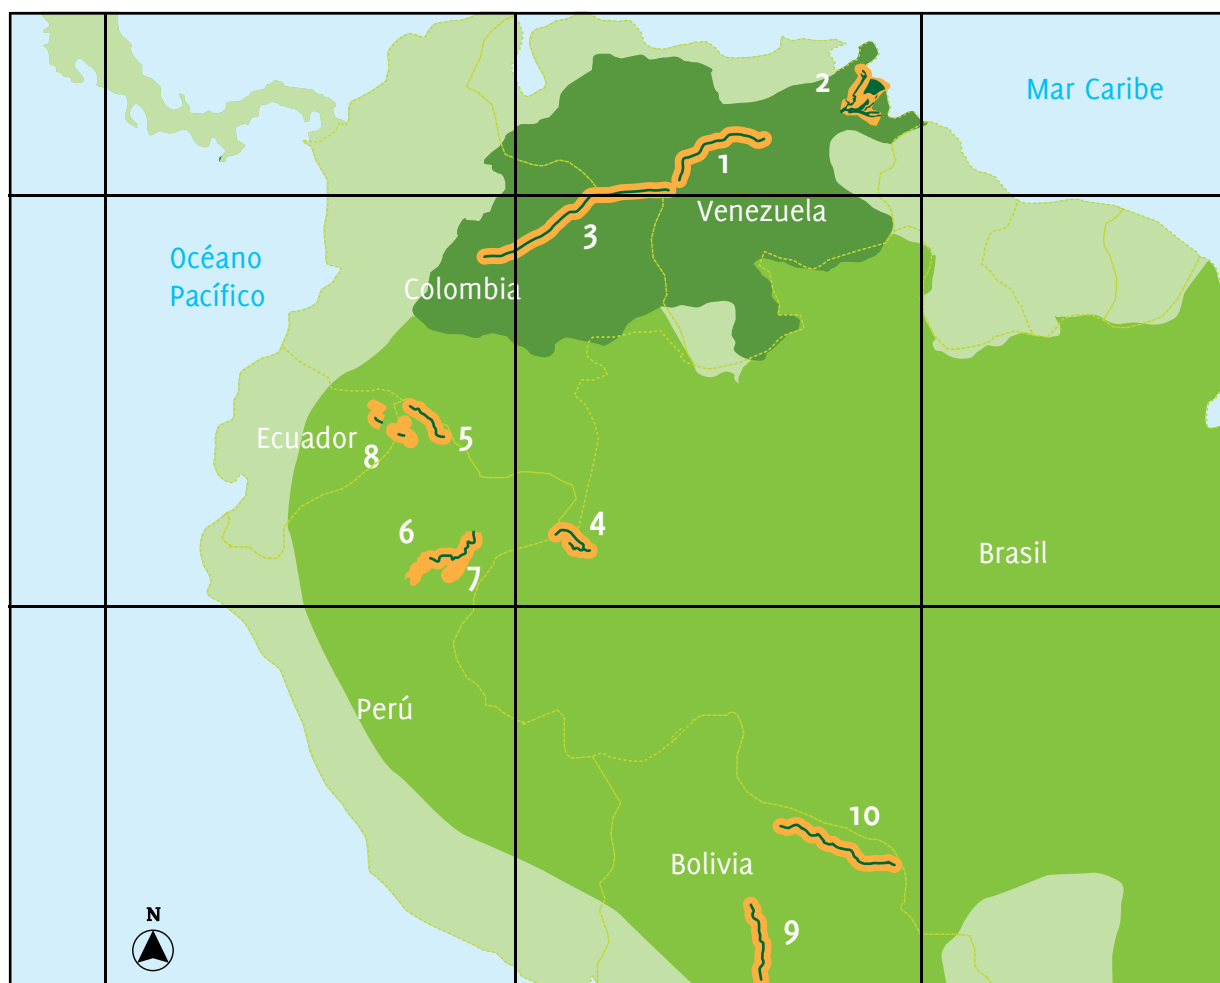 2
Mar Caribe
1
Venezuela
3
Océano
Pacífico
Colombia
Ecuador
5
8
4
6
7
Brasil
Perú
10
Bolivia
9
N